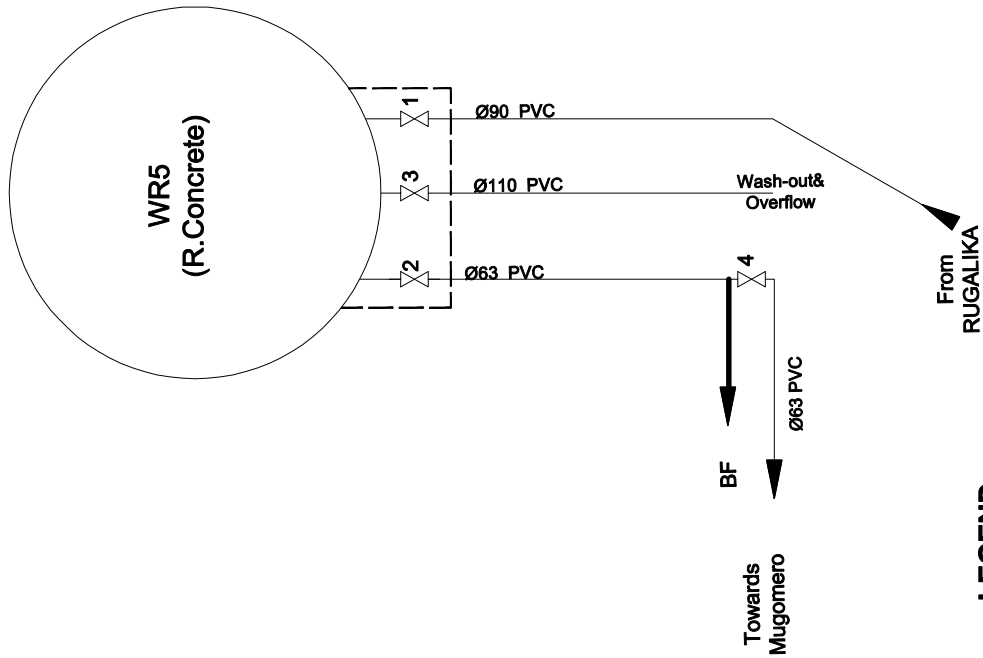 WR5
(R.Concrete)
1
Ø90 PVC
3
Ø110 PVC
Wash-out&
Overflow
2
Ø63 PVC
4
From
RUGALIKA
Ø63 PVC
BF
Towards
Mugomero
LEGEND